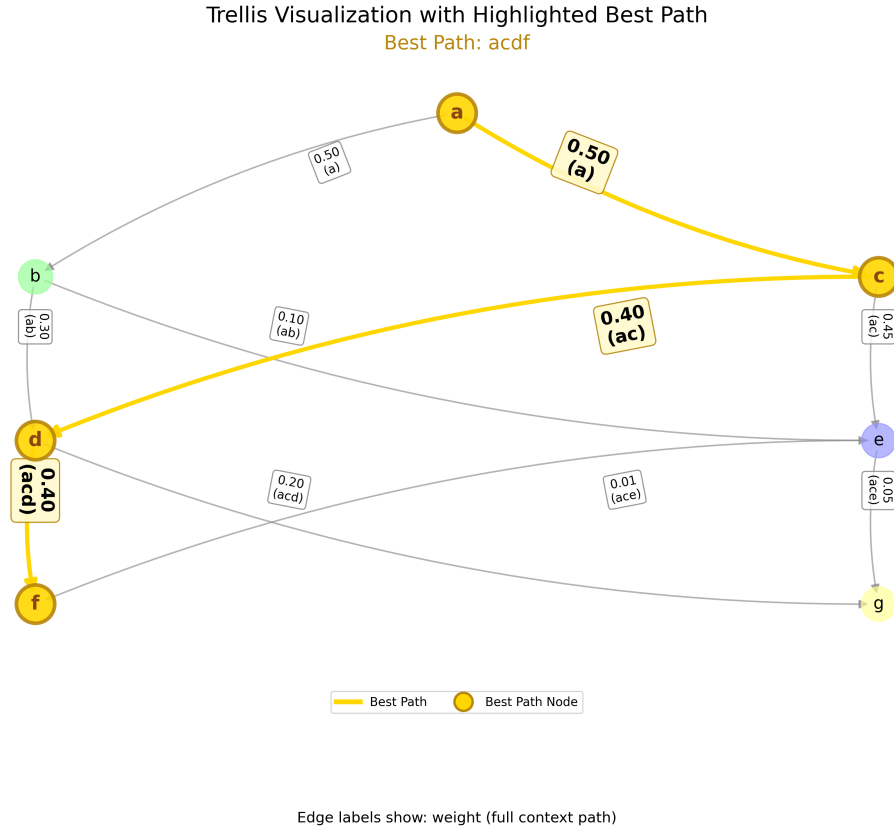 Trellis Visualization with Highlighted Best Path
Best Path: acdf
a
0.50
(a)
0.50
(a)
b
c
0.30
(ab)
0.10
(ab)
0.40
(ac)
0.45
(ac)
d
e
0.40
(acd)
0.20
(acd)
0.01
(ace)
0.05
(ace)
f
g
Best Path
Best Path Node
Edge labels show: weight (full context path)